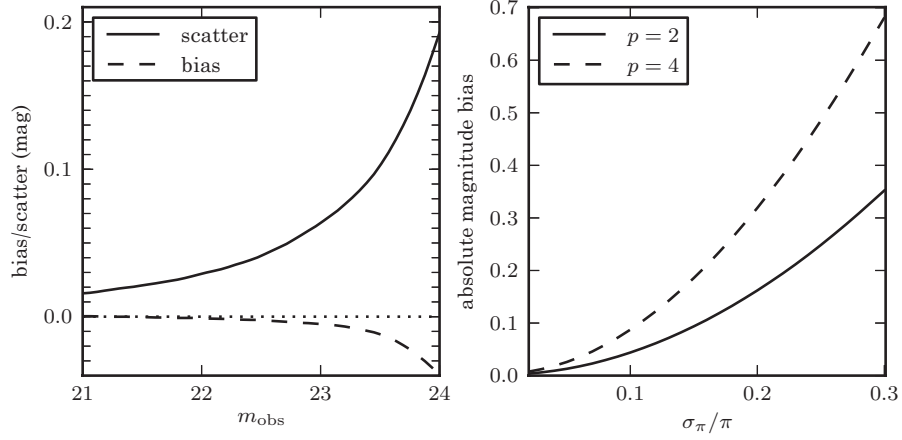 bias/scatter (mag)
0.2
0.1
0.0
scatter
bias
21
22
23
24
m_obs
absolute magnitude bias
0.7
0.6
0.5
0.4
0.3
0.2
0.1
0.0
p = 2
p = 4
0.1
0.2
0.3
σ_π/π